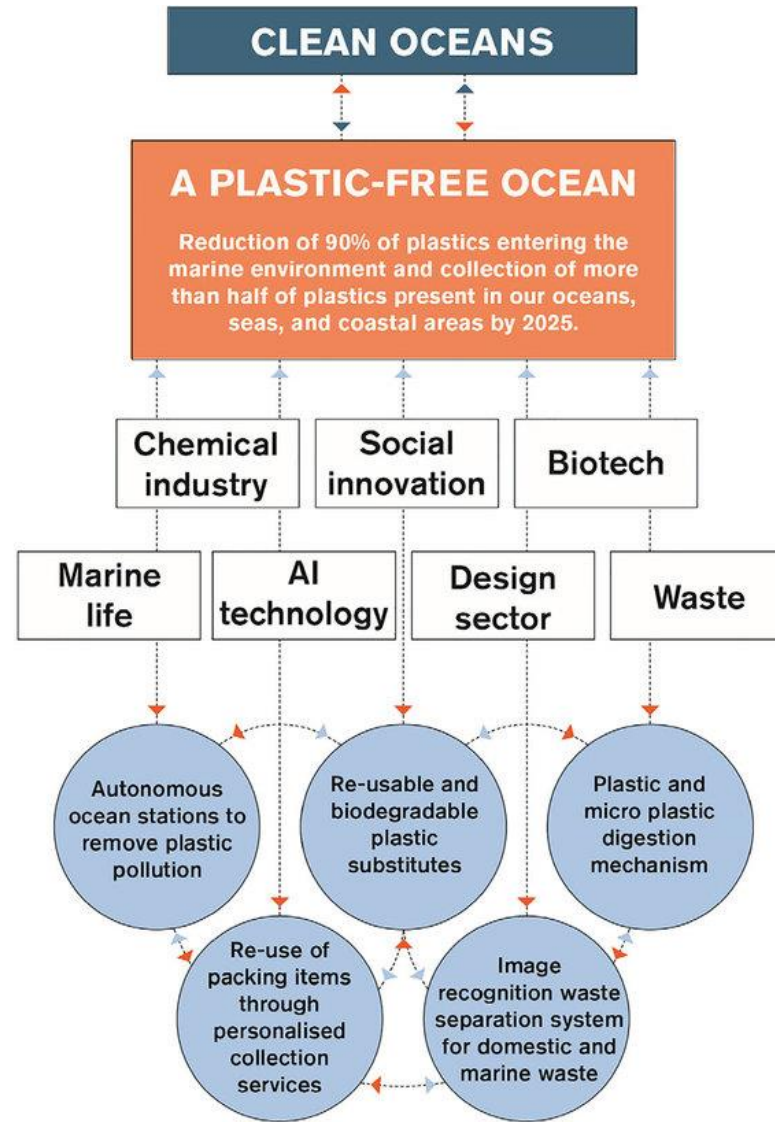 CLEAN OCEANS
A PLASTIC-FREE OCEAN
Reduction of 90% of plastics entering the
marine environment and collection of more
than half of plastics present in our oceans,
seas, and coastal areas by 2025.
Chemical
industry
Social
innovation
Biotech
Marine
life
AI
technology
Design
sector
Waste
Autonomous
ocean stations to
remove plastic
pollution
Re-usable and
biodegradable
plastic
substitutes
Plastic and
micro plastic
digestion
mechanism
Re-use of
packing items
through
personalised
collection
services
Image
recognition waste
separation system
for domestic and
marine waste